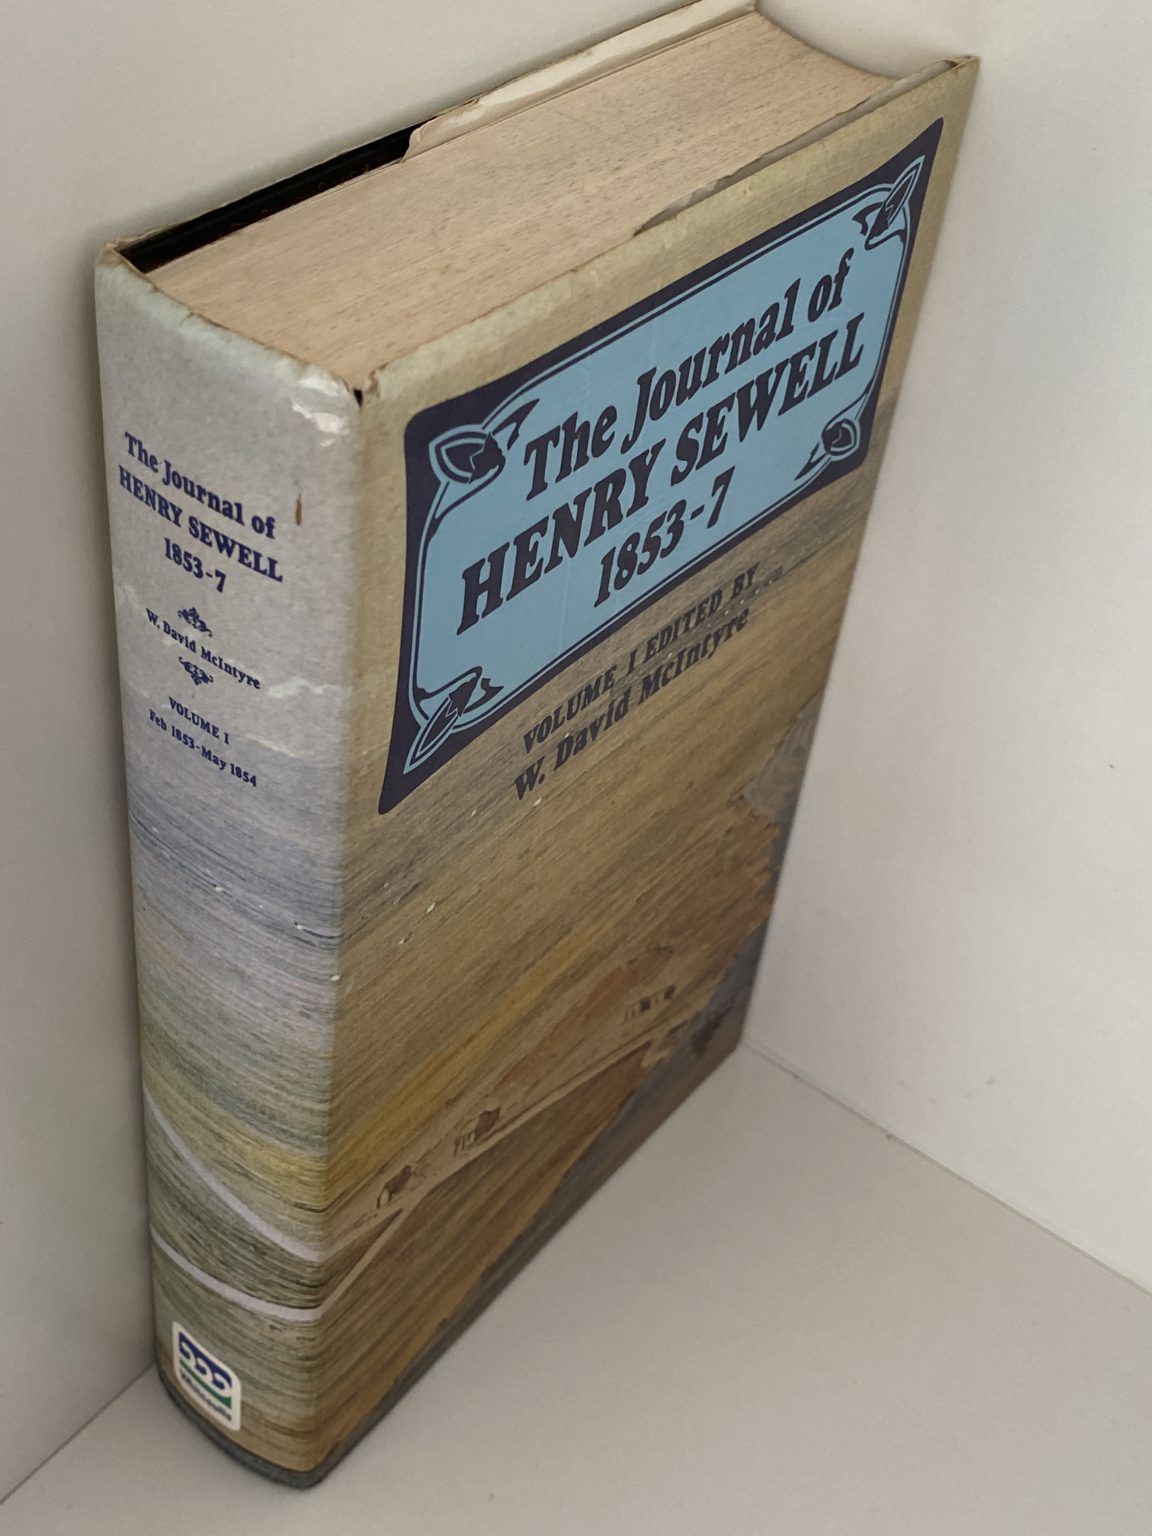 The Journal of
HENRY SEWELL
1853-7
W. David McIntyre
VOLUME I
Feb 1853-May 1854
The Journal of
HENRY SEWELL
1853-7
VOLUME I EDITED BY
W. David McIntyre